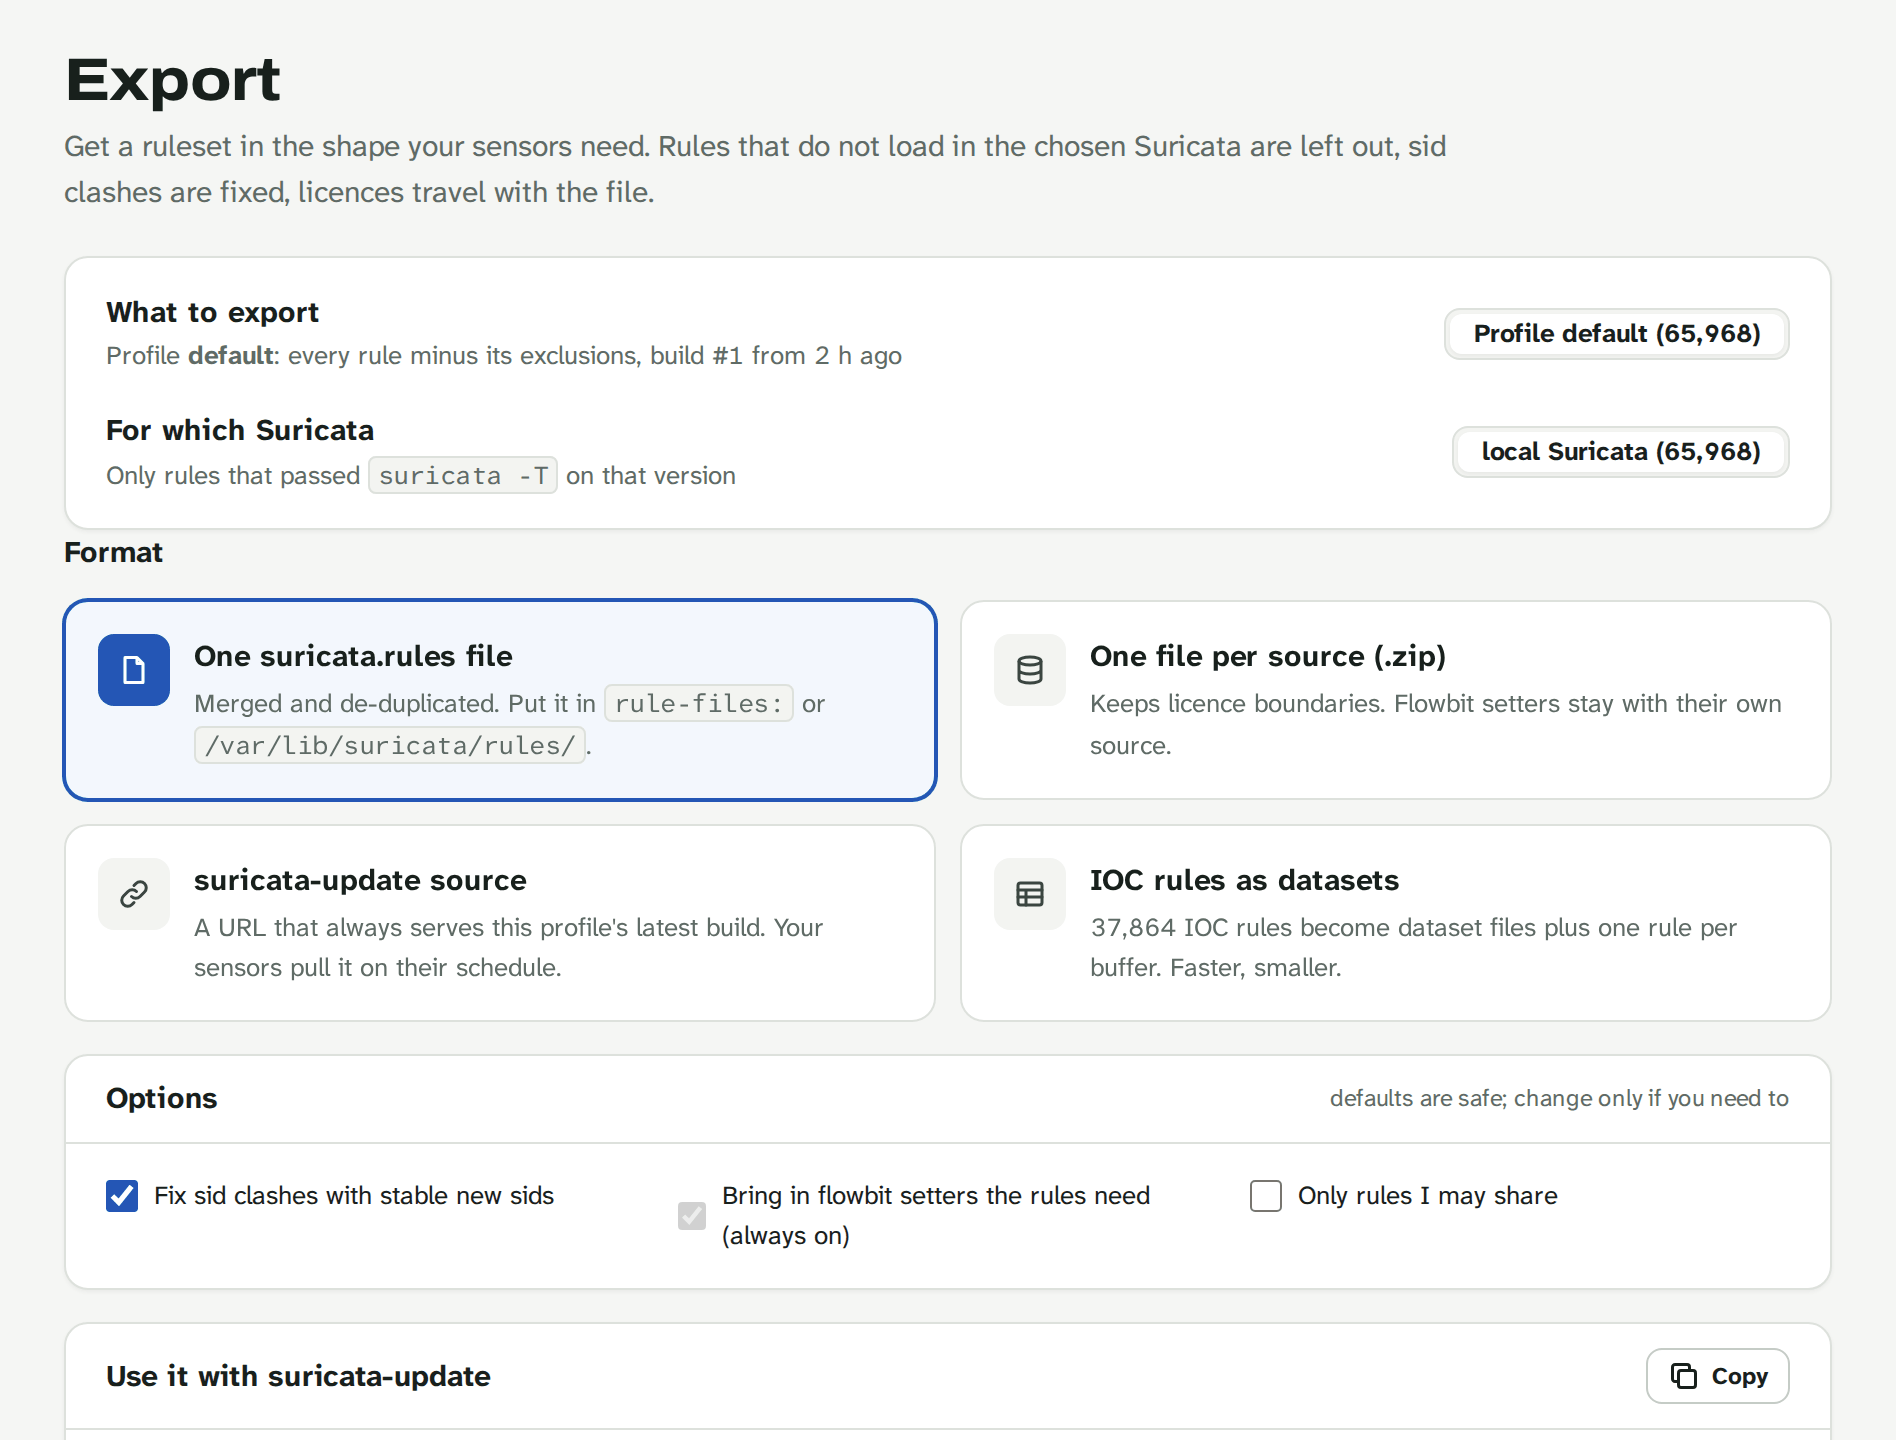 Export
Get a ruleset in the shape your sensors need. Rules that do not load in the chosen Suricata are left out, sid
clashes are fixed, licences travel with the file.
What to export
Profile default: every rule minus its exclusions, build #1 from 2 h ago
Profile default (65,968)
For which Suricata
Only rules that passed suricata -T on that version
local Suricata (65,968)
Format
One suricata.rules file
Merged and de-duplicated. Put it in rule-files: or
/var/lib/suricata/rules/.
One file per source (.zip)
Keeps licence boundaries. Flowbit setters stay with their own
source.
suricata-update source
A URL that always serves this profile's latest build. Your
sensors pull it on their schedule.
IOC rules as datasets
37,864 IOC rules become dataset files plus one rule per
buffer. Faster, smaller.
Options
defaults are safe; change only if you need to
Fix sid clashes with stable new sids
Bring in flowbit setters the rules need
(always on)
Only rules I may share
Use it with suricata-update
Copy